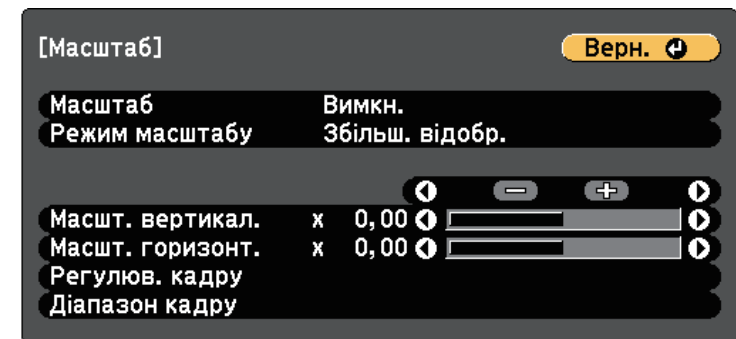 [Масштаб] Верн.
Масштаб Вимкн.
Режим масштабу Збільш. відобр.
− +
Масшт. вертикал. x 0,00
Масшт. горизонт. x 0,00
Регулюв. кадру
Діапазон кадру